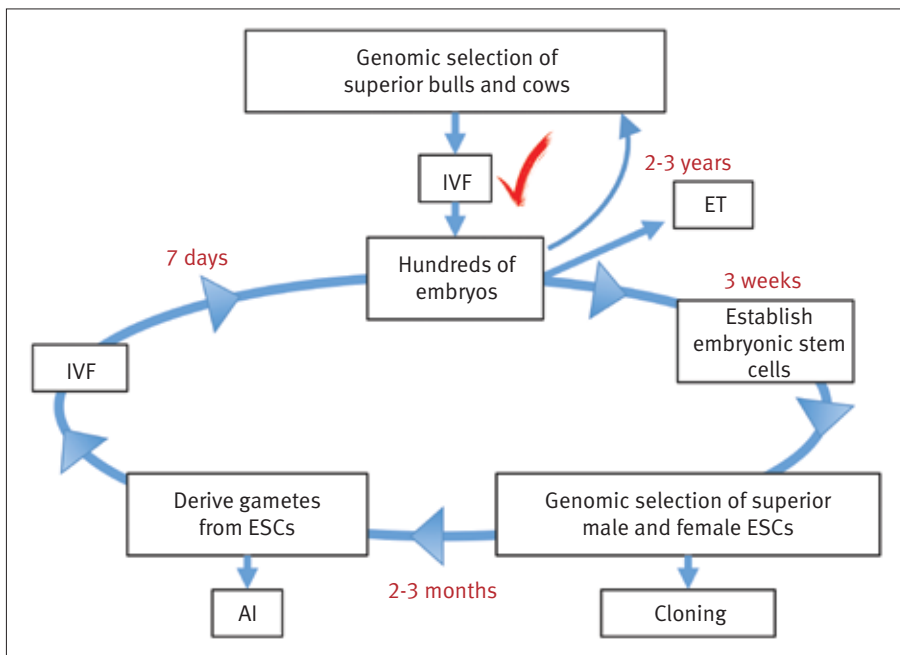 Genomic selection of
superior bulls and cows
IVF
2-3 years
ET
Hundreds of
embryos
7 days
3 weeks
Establish
embryonic stem
cells
IVF
Derive gametes
from ESCs
Genomic selection of superior
male and female ESCs
2-3 months
AI
Cloning